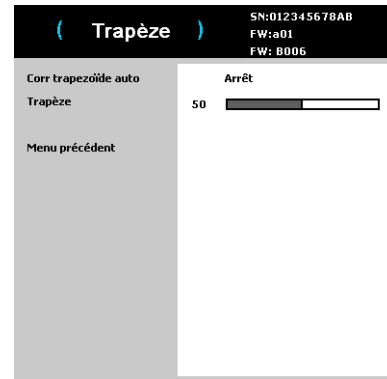 ( Trapèze )
SN:012345678AB
FW:a01
FW: B006
Corr trapezoïde auto
Arrêt
Trapèze
50
Menu précédent